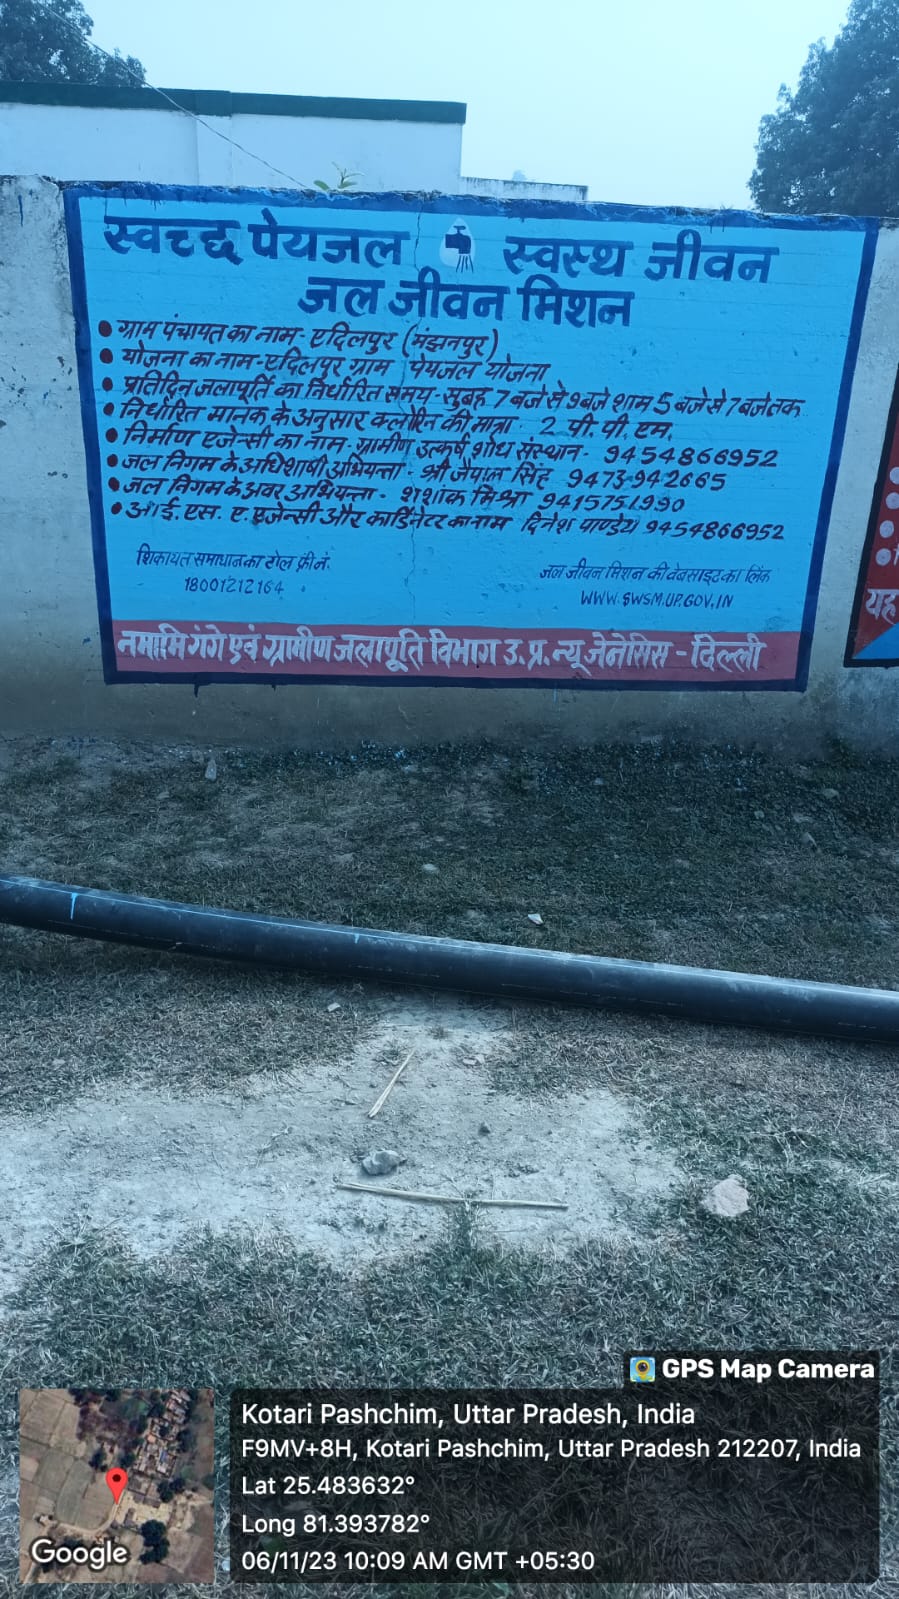 स्वच्छ पेयजल स्वस्थ जीवन
जल जीवन मिशन
ग्राम पंचायत का नाम- एदिलपुर (मंझनपुर)
योजना का नाम-एदिलपुर ग्राम पेयजल योजना
प्रतिदिन जलापूर्ति का निर्धारित समय-सुबह 7 बजे से 9 बजे शाम 5 बजे से 7 बजे तक
निर्धारित मानक के अनुसार क्लोरिन की मात्रा - 2 पी. पी. एम.
निर्माण एजेन्सी का नाम- ग्रामीण उत्कर्ष शोध संस्थान- 9454866952
जल निगम के अधिशाषी अभियन्ता - श्री जैपाल सिंह 9473-942665
जल निगम के अवर अभियन्ता- शशांक मिश्रा 9415751990
आई. एस. ए. एजेन्सी और कार्डिनेटर का नाम दिनेश पाण्डेय 9454866952
शिकायत समाधान का टोल फ्री नं.
18001212164
जल जीवन मिशन की वेबसाइट का लिंक
WWW.SWSM.UP.GOV.IN
नमामि गंगे एवं ग्रामीण जलापूर्ति विभाग उ.प्र. न्यू जेनेसिस - दिल्ली
यह
GPS Map Camera
Kotari Pashchim, Uttar Pradesh, India
F9MV+8H, Kotari Pashchim, Uttar Pradesh 212207, India
Lat 25.483632°
Long 81.393782°
06/11/23 10:09 AM GMT +05:30
Google